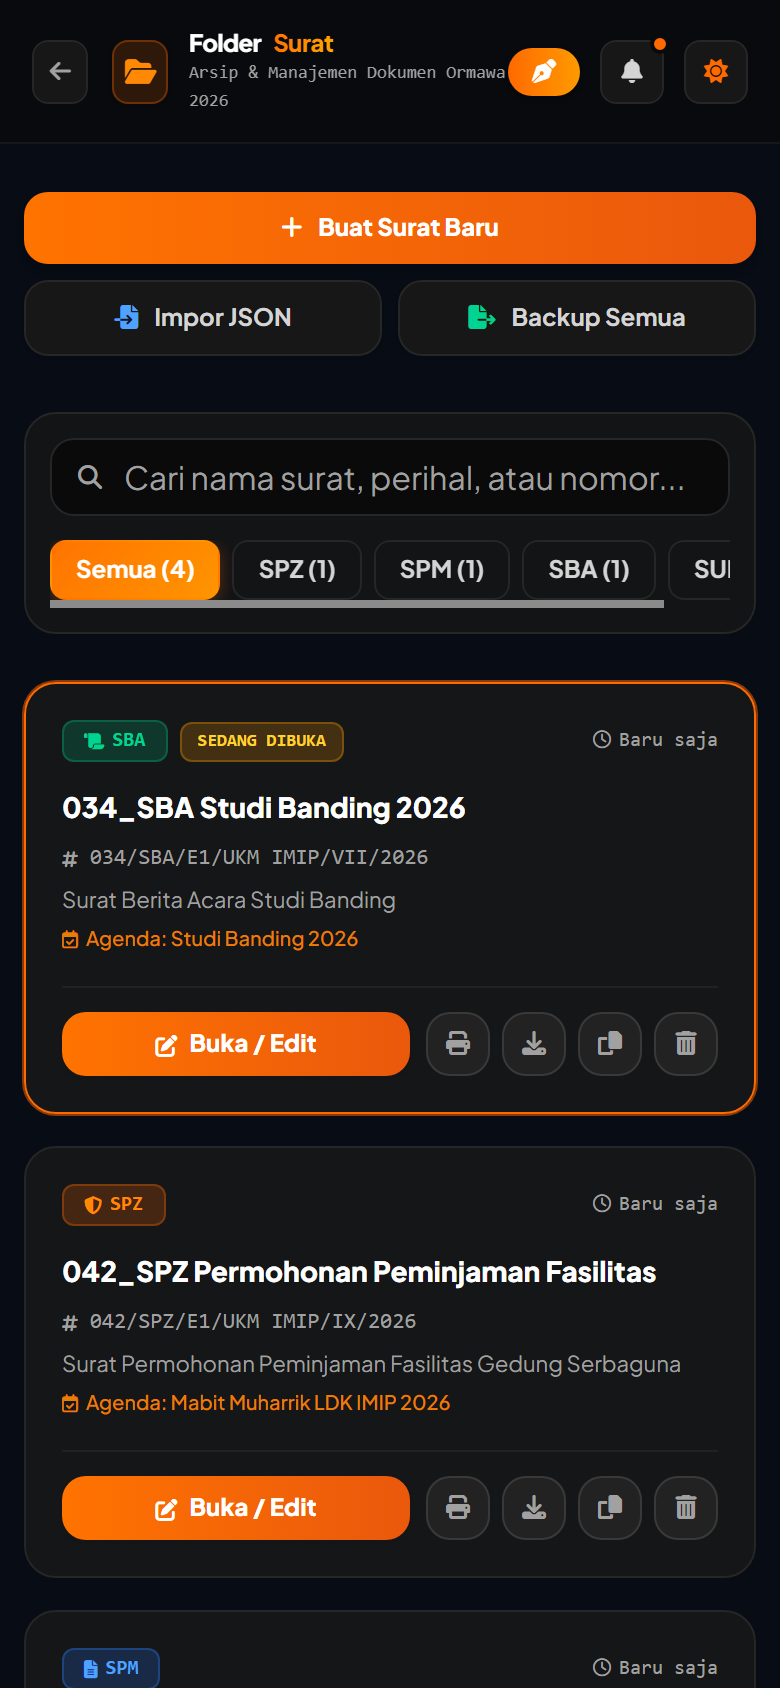 Folder Surat
Arsip & Manajemen Dokumen Ormawa
2026
Buat Surat Baru
Impor JSON
Backup Semua
Cari nama surat, perihal, atau nomor...
Semua (4)
SPZ (1)
SPM (1)
SBA (1)
SBA
SEDANG DIBUKA
Baru saja
034_SBA Studi Banding 2026
# 034/SBA/E1/UKM IMIP/VII/2026
Surat Berita Acara Studi Banding
Agenda: Studi Banding 2026
Buka / Edit
SPZ
Baru saja
042_SPZ Permohonan Peminjaman Fasilitas
# 042/SPZ/E1/UKM IMIP/IX/2026
Surat Permohonan Peminjaman Fasilitas Gedung Serbaguna
Agenda: Mabit Muharrik LDK IMIP 2026
Buka / Edit
SPM
Baru saja